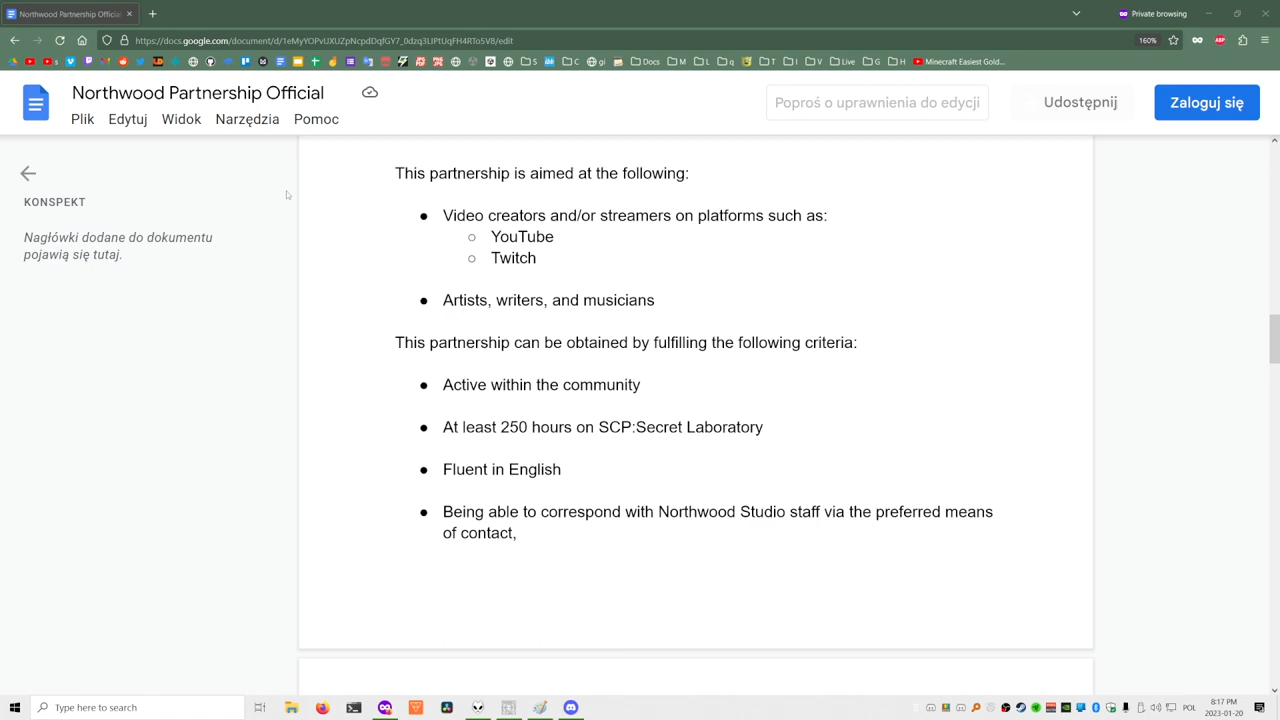 Northwood Partnership Officia
Private browsing
https://docs.google.com/document/d/1eMyYOPvUXUZpNcpdDqfGY7_0dzq3LIPtUqFH4RTo5V8/edit
160%
Docs
Live
Minecraft Easiest Gold...
Northwood Partnership Official
Plik Edytuj Widok Narzędzia Pomoc
Poproś o uprawnienia do edycji
Udostępnij
Zaloguj się
KONSPEKT
Nagłówki dodane do dokumentu
pojawią się tutaj.
This partnership is aimed at the following:
● Video creators and/or streamers on platforms such as:
○ YouTube
○ Twitch
● Artists, writers, and musicians
This partnership can be obtained by fulfilling the following criteria:
● Active within the community
● At least 250 hours on SCP:Secret Laboratory
● Fluent in English
● Being able to correspond with Northwood Studio staff via the preferred means
of contact,
Type here to search
POL
8:17 PM
2023-01-20